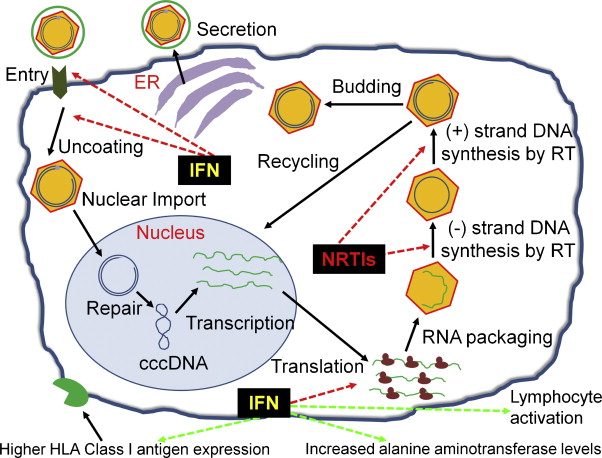 Secretion
Entry
ER
Budding
(+) strand DNA
synthesis by RT
Uncoating
IFN
Recycling
Nuclear Import
Nucleus
NRTIs
(-) strand DNA
synthesis by RT
Repair
Transcription
cccDNA
RNA packaging
Translation
IFN
Lymphocyte
activation
Higher HLA Class I antigen expression
Increased alanine aminotransferase levels